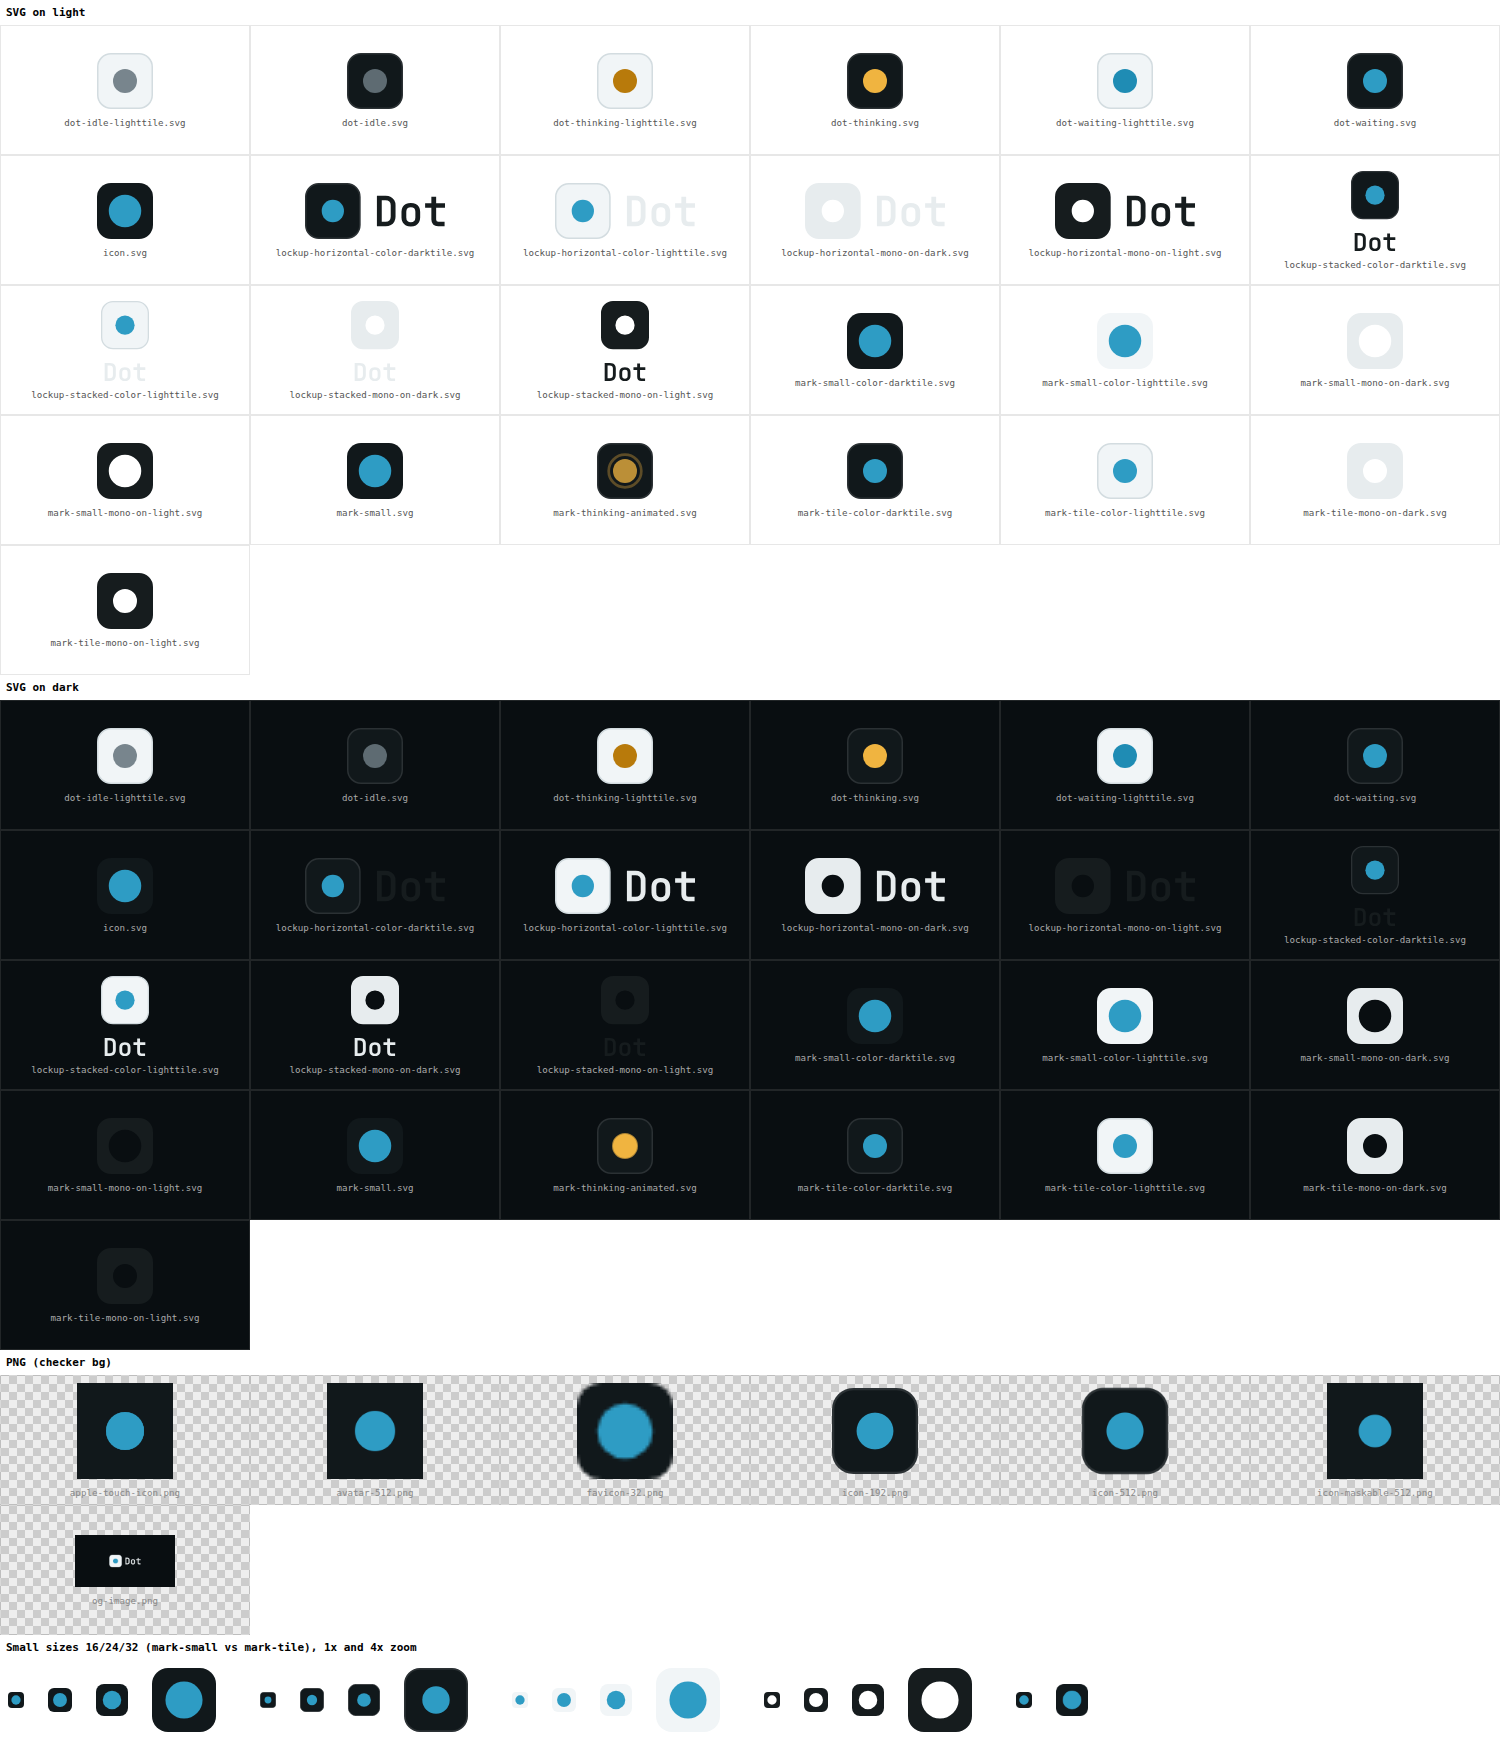 SVG on light
dot-idle-lighttile.svg
dot-idle.svg
dot-thinking-lighttile.svg
dot-thinking.svg
dot-waiting-lighttile.svg
dot-waiting.svg
icon.svg
Dot
lockup-horizontal-color-darktile.svg
Dot
lockup-horizontal-color-lighttile.svg
Dot
lockup-horizontal-mono-on-dark.svg
Dot
lockup-horizontal-mono-on-light.svg
Dot
lockup-stacked-color-darktile.svg
Dot
lockup-stacked-color-lighttile.svg
Dot
lockup-stacked-mono-on-dark.svg
Dot
lockup-stacked-mono-on-light.svg
mark-small-color-darktile.svg
mark-small-color-lighttile.svg
mark-small-mono-on-dark.svg
mark-small-mono-on-light.svg
mark-small.svg
mark-thinking-animated.svg
mark-tile-color-darktile.svg
mark-tile-color-lighttile.svg
mark-tile-mono-on-dark.svg
mark-tile-mono-on-light.svg
SVG on dark
dot-idle-lighttile.svg
dot-idle.svg
dot-thinking-lighttile.svg
dot-thinking.svg
dot-waiting-lighttile.svg
dot-waiting.svg
icon.svg
Dot
lockup-horizontal-color-darktile.svg
Dot
lockup-horizontal-color-lighttile.svg
Dot
lockup-horizontal-mono-on-dark.svg
Dot
lockup-horizontal-mono-on-light.svg
Dot
lockup-stacked-color-darktile.svg
Dot
lockup-stacked-color-lighttile.svg
Dot
lockup-stacked-mono-on-dark.svg
Dot
lockup-stacked-mono-on-light.svg
mark-small-color-darktile.svg
mark-small-color-lighttile.svg
mark-small-mono-on-dark.svg
mark-small-mono-on-light.svg
mark-small.svg
mark-thinking-animated.svg
mark-tile-color-darktile.svg
mark-tile-color-lighttile.svg
mark-tile-mono-on-dark.svg
mark-tile-mono-on-light.svg
PNG (checker bg)
apple-touch-icon.png
avatar-512.png
favicon-32.png
icon-192.png
icon-512.png
icon-maskable-512.png
Dot
og-image.png
Small sizes 16/24/32 (mark-small vs mark-tile), 1x and 4x zoom